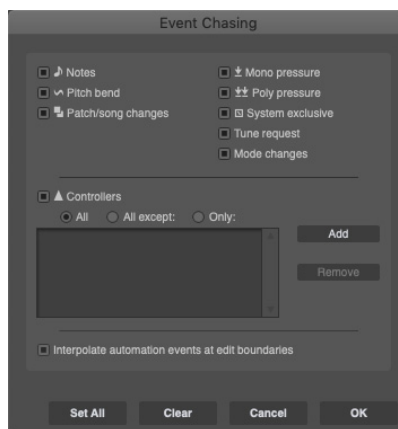 Event Chasing
Notes
Pitch bend
Patch/song changes
Mono pressure
Poly pressure
System exclusive
Tune request
Mode changes
Controllers
All All except: Only:
Add
Remove
Interpolate automation events at edit boundaries
Set All Clear Cancel OK